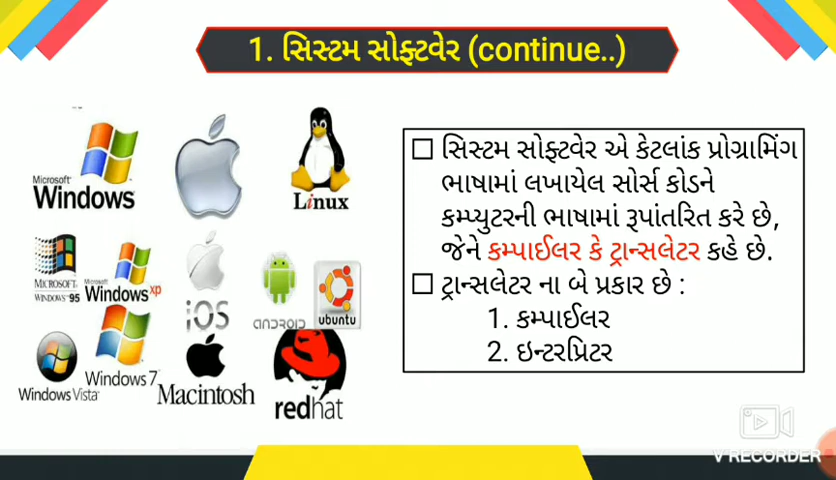 1. સિસ્ટમ સોફ્ટવેર (continue..)
Microsoft
Windows
Linux
MICROSOFT
WINDOWS 95
Microsoft
Windows xp
iOS
ANDROID
ubuntu
Windows Vista
Windows 7
Macintosh
redhat
સિસ્ટમ સોફ્ટવેર એ કેટલાંક પ્રોગ્રામિંગ
ભાષામાં લખાયેલ સોર્સ કોડને
કમ્પ્યુટરની ભાષામાં રૂપાંતરિત કરે છે,
જેને કમ્પાઈલર કે ટ્રાન્સલેટર કહે છે.
ટ્રાન્સલેટર ના બે પ્રકાર છે :
1. કમ્પાઈલર
2. ઇન્ટરપ્રિટર
V RECORDER